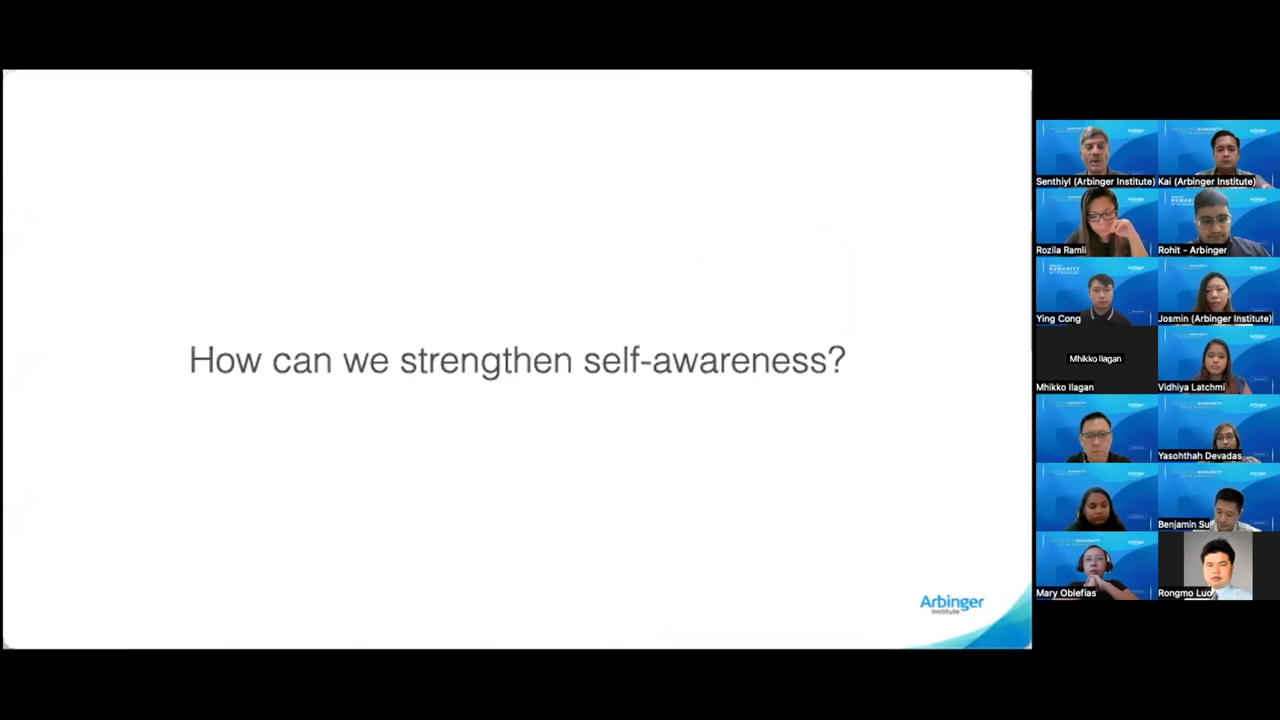 How can we strengthen self-awareness?
Arbinger
Institute
Senthiyl (Arbinger Institute)
Kai (Arbinger Institute)
Rozila Ramli
Rohit - Arbinger
Ying Cong
Josmin (Arbinger Institute)
Mhikko Ilagan
Mhikko Ilagan
Vidhiya Latchmi
Yasohthah Devadas
Benjamin Su
Mary Oblefias
Rongmo Luo